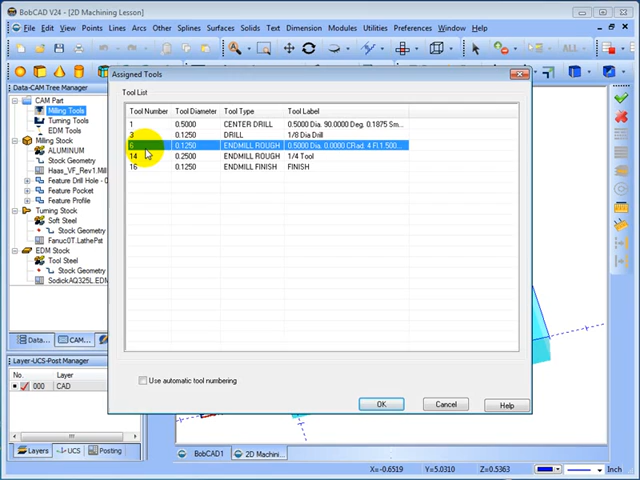 BobCAD V24 - [2D Machining Lesson]
File Edit View Points Lines Arcs Other Splines Surfaces Solids Dimension Modules Preferences Window Help
ALL
Data-CAM Tree Manager
CAM Part
Milling Tools
Turning Tools
EDM Tools
Milling Stock
ALUMINUM
Stock Geometry
Haas_VF_Rev1.Mill
Feature Drill Hole -
Feature Pocket
Feature Profile
Turning Stock
Soft Steel
Stock Geometry
Fanuc0T.LathePst
EDM Stock
Tool Steel
Stock Geometry
SodickAQ325L.EDM
Data...
CAM...
Layer-UCS-Post Manager
No. Layer
000 CAD
Layers UCS Posting
Assigned Tools
Tool List
Tool Number Tool Diameter Tool Type Tool Label
1 0.5000 CENTER DRILL 0.5000 Dia. 90.0000 Deg. 0.1875 Sm...
3 0.1250 DRILL 1/8 Dia Drill
6 0.1250 ENDMILL ROUGH 0.5000 Dia. 0.0000 CRad. 4 Fl 1.500...
14 0.2500 ENDMILL ROUGH 1/4 Tool
16 0.1250 ENDMILL FINISH FINISH
Use automatic tool numbering
OK Cancel Help
BobCAD1 2D Machini...
X=-0.6519 Y=5.0310 Z=0.5363 Inch